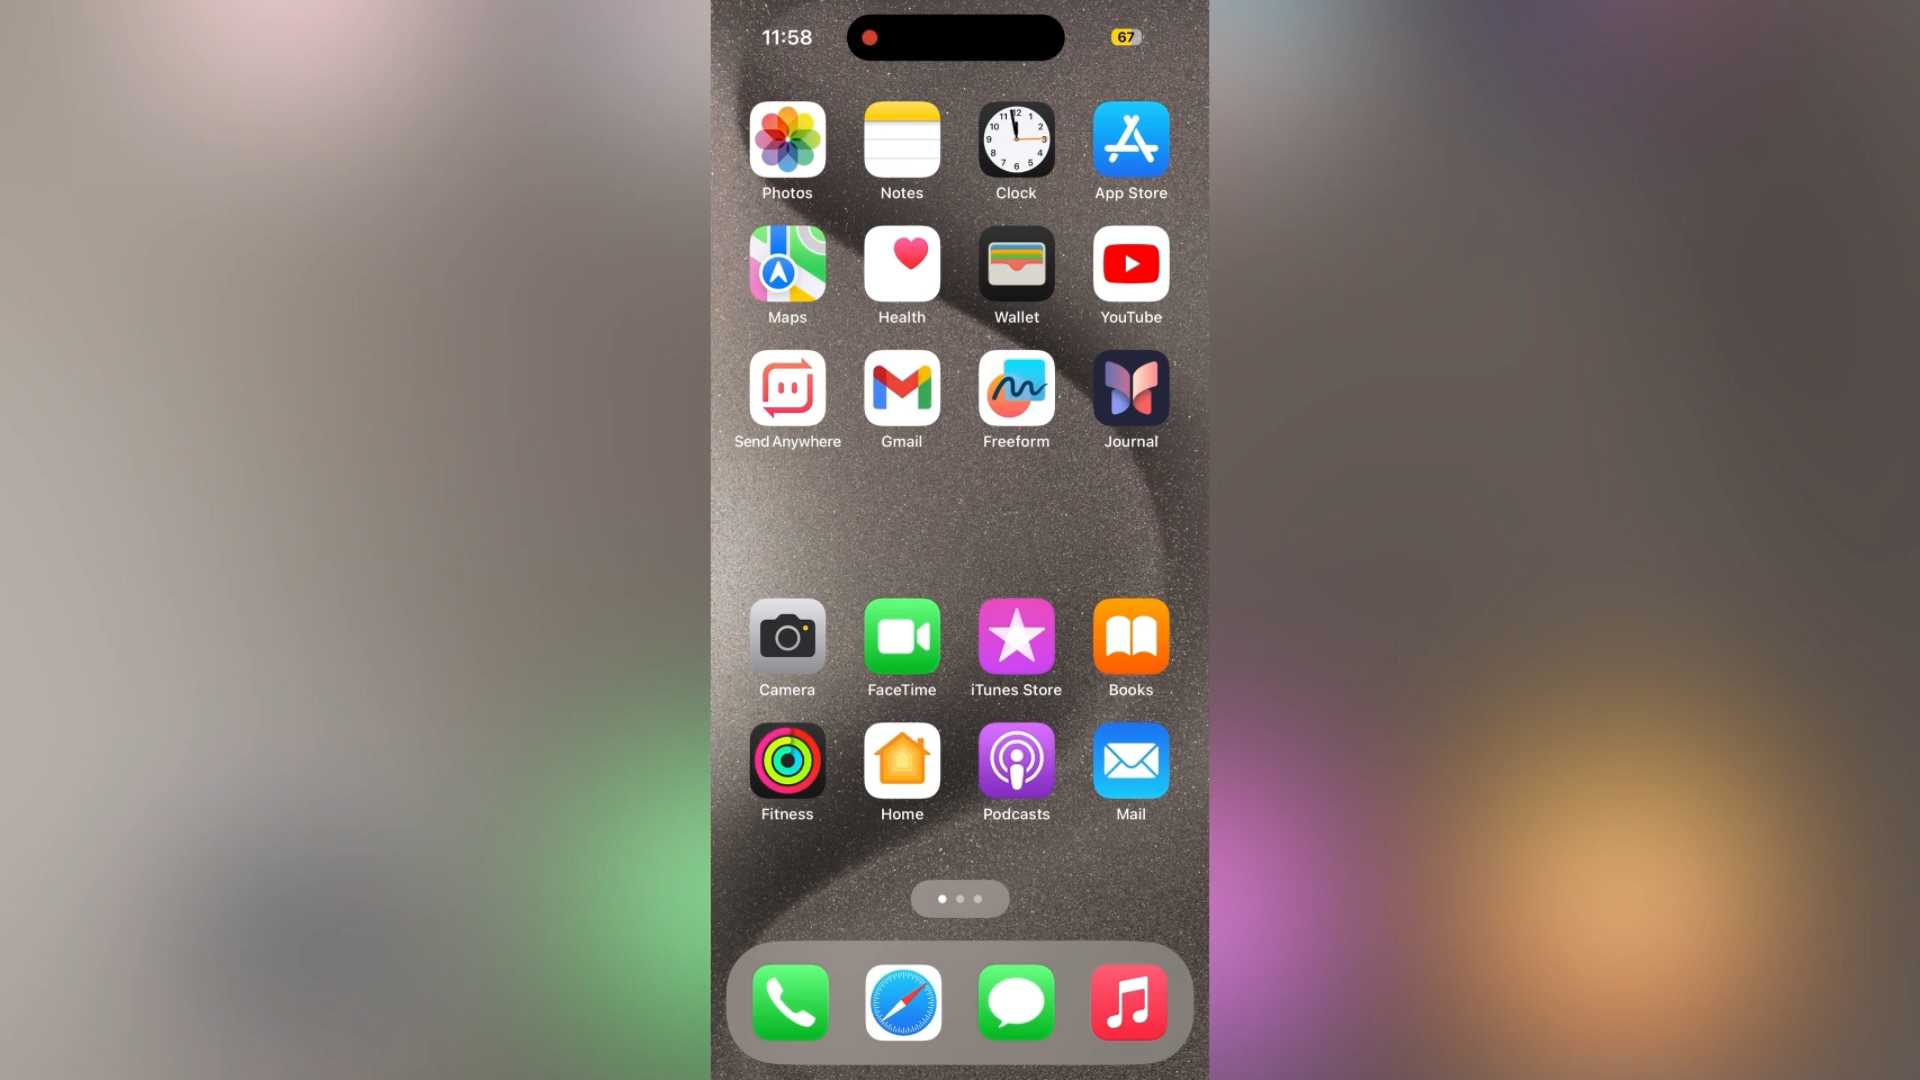 11:58 67
Photos Notes Clock App Store
Maps Health Wallet YouTube
Send Anywhere Gmail Freeform Journal
Camera FaceTime iTunes Store Books
Fitness Home Podcasts Mail